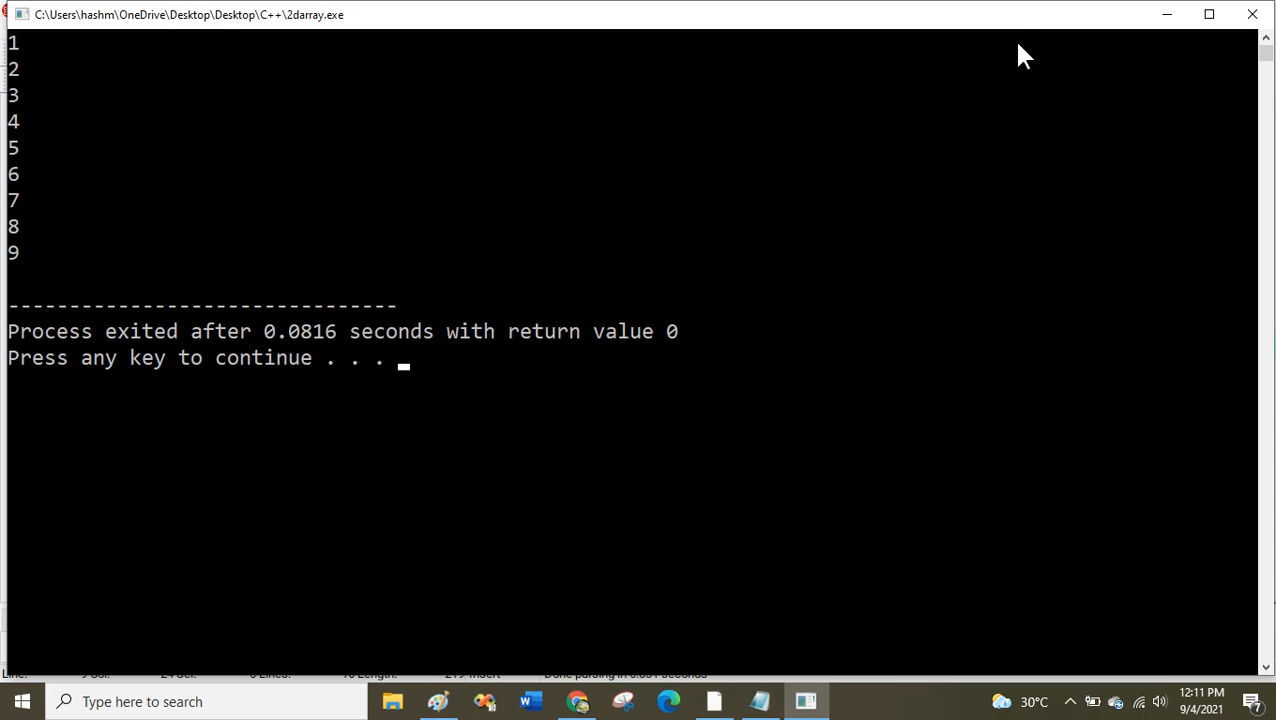 C:\Users\hashm\OneDrive\Desktop\Desktop\C++\2darray.exe
1
2
3
4
5
6
7
8
9
--------------------------------
Process exited after 0.0816 seconds with return value 0
Press any key to continue . . .
Type here to search
30°C
12:11 PM
9/4/2021
7